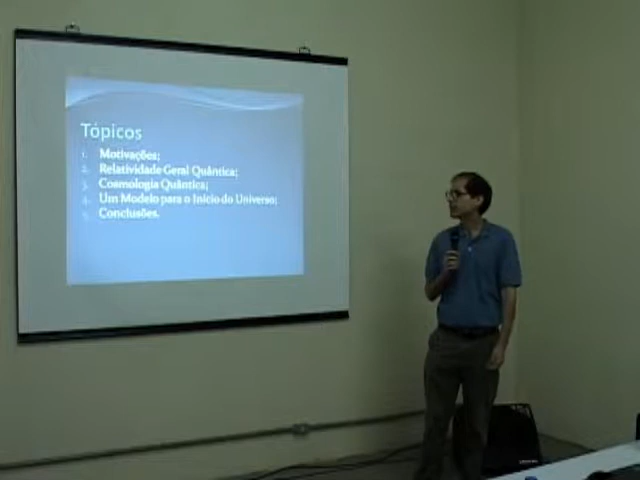 Tópicos
1. Motivações;
2. Relatividade Geral Quântica;
3. Cosmologia Quântica;
4. Um Modelo para o Início do Universo;
5. Conclusões.